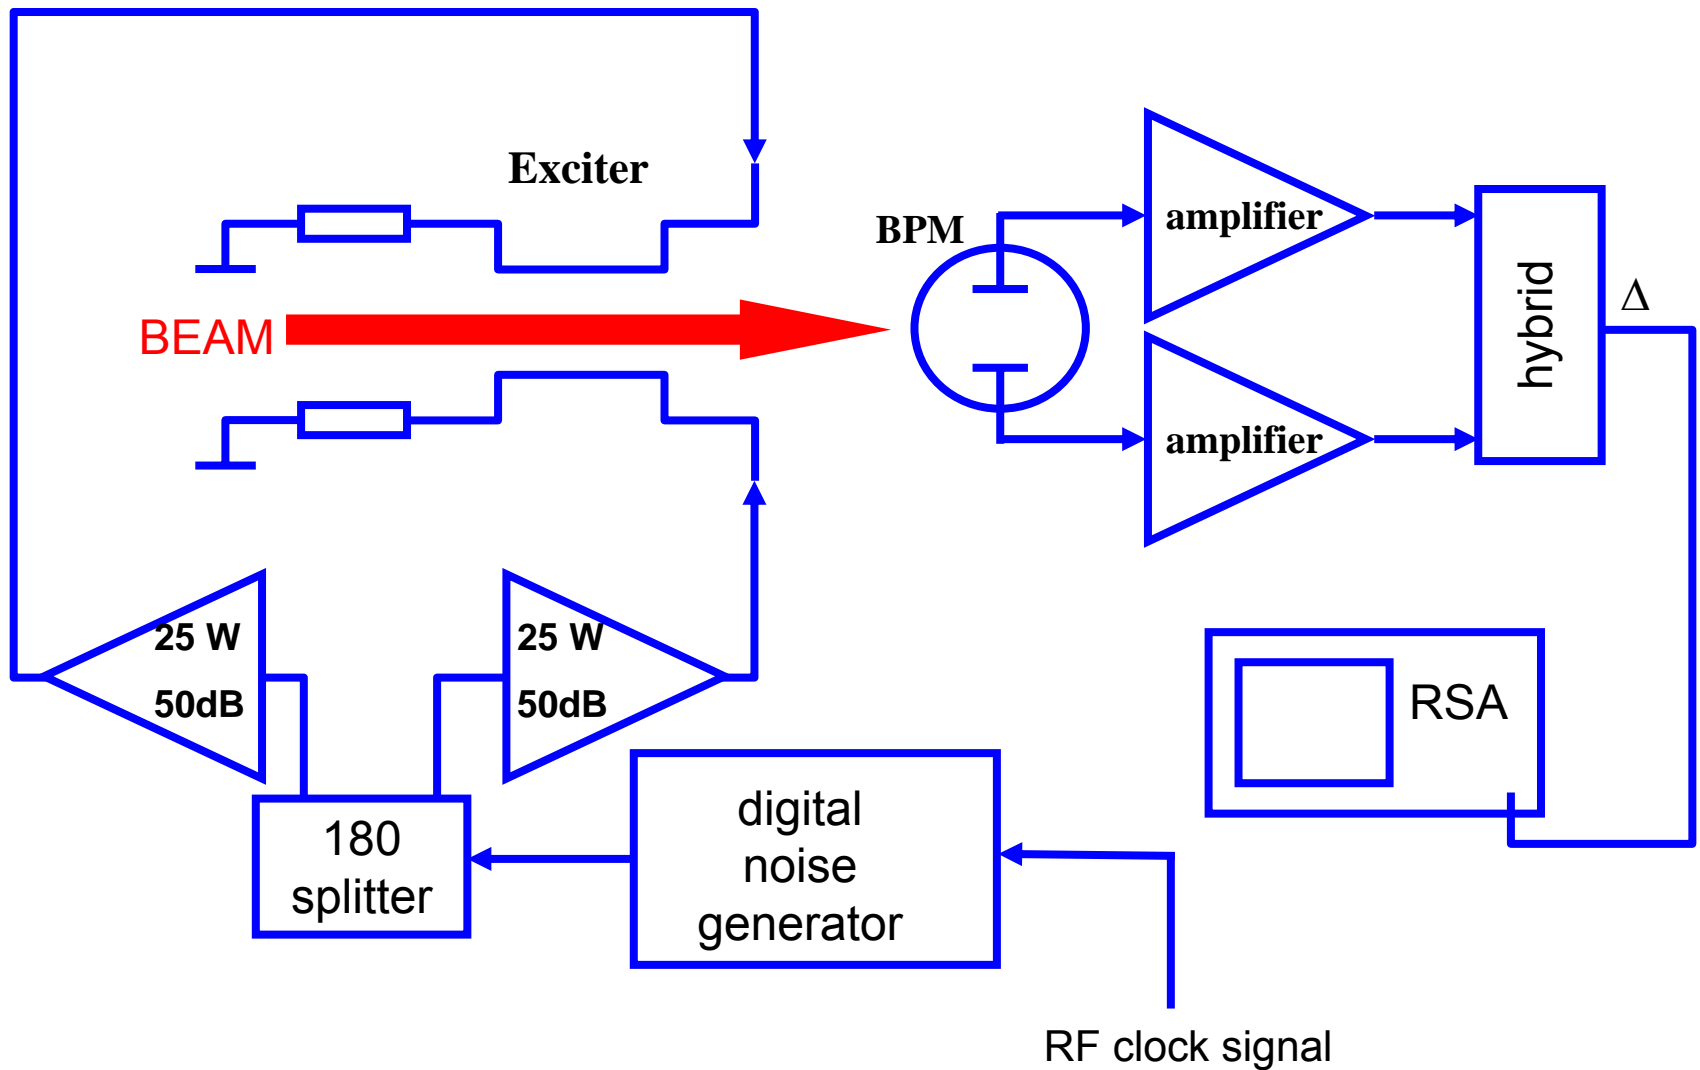 Exciter
BPM
amplifier
BEAM
hybrid
Δ
amplifier
25 W
50dB
25 W
50dB
RSA
180
splitter
digital
noise
generator
RF clock signal